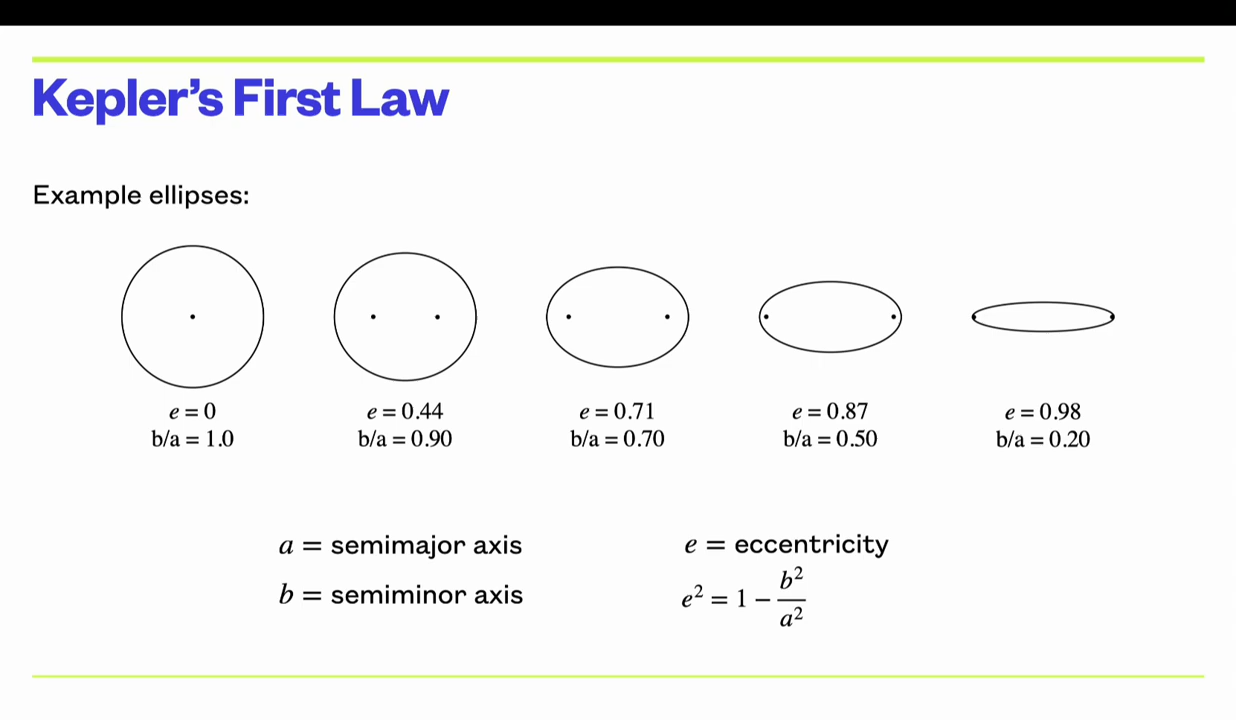 Kepler’s First Law
Example ellipses:
e = 0
b/a = 1.0
e = 0.44
b/a = 0.90
e = 0.71
b/a = 0.70
e = 0.87
b/a = 0.50
e = 0.98
b/a = 0.20
a = semimajor axis
b = semiminor axis
e = eccentricity
e² = 1 − b²/a²